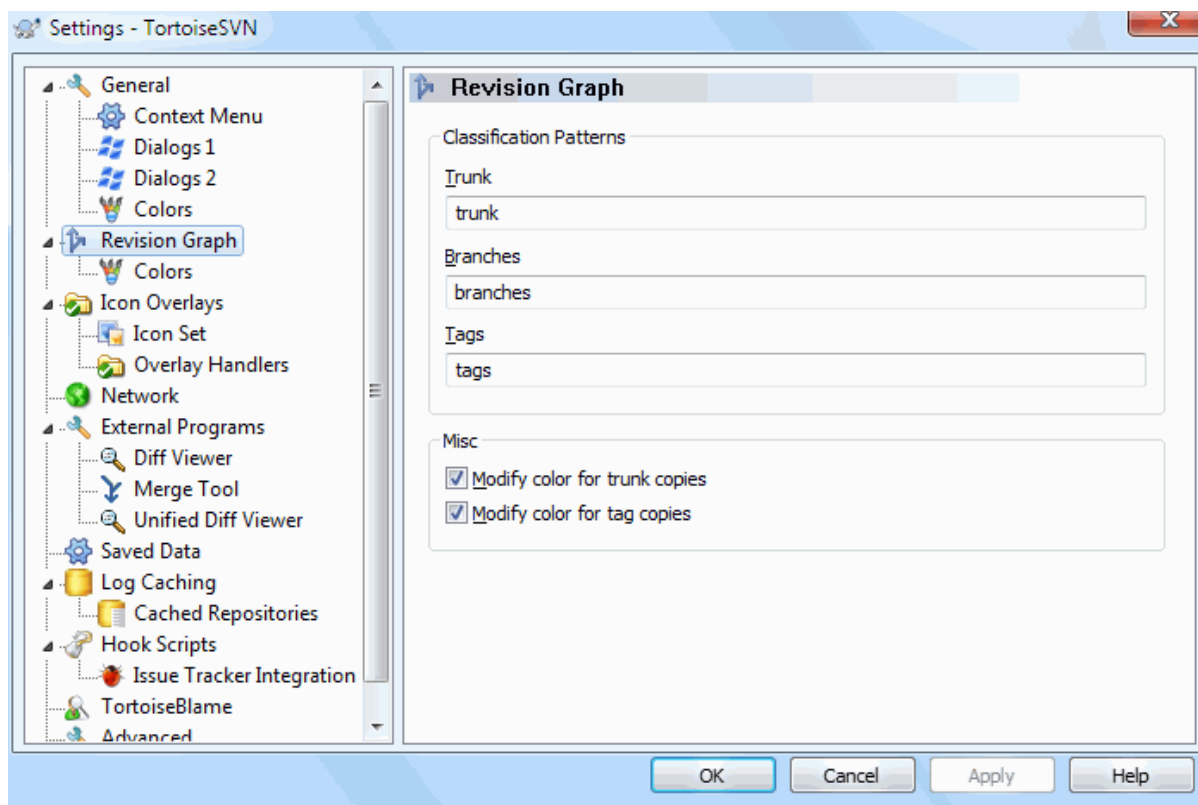 Settings - TortoiseSVN
General
Context Menu
Dialogs 1
Dialogs 2
Colors
Revision Graph
Colors
Icon Overlays
Icon Set
Overlay Handlers
Network
External Programs
Diff Viewer
Merge Tool
Unified Diff Viewer
Saved Data
Log Caching
Cached Repositories
Hook Scripts
Issue Tracker Integration
TortoiseBlame
Advanced
Revision Graph
Classification Patterns
Trunk
trunk
Branches
branches
Tags
tags
Misc
Modify color for trunk copies
Modify color for tag copies
OK
Cancel
Apply
Help